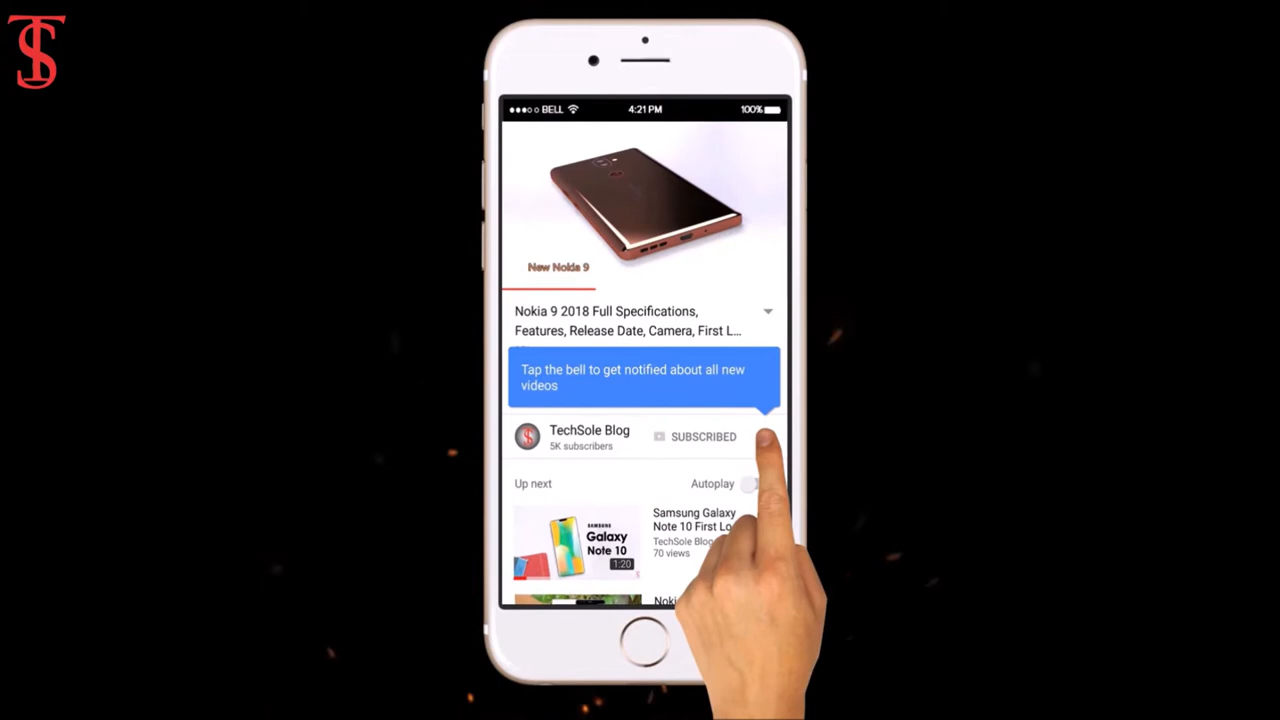 BELL
4:21 PM
100%
New Nolda 9
Nokia 9 2018 Full Specifications,
Features, Release Date, Camera, First L...
Tap the bell to get notified about all new
videos
TechSole Blog
5K subscribers
SUBSCRIBED
Up next
Autoplay
Samsung Galaxy
Note 10 First Lo
TechSole Blog
70 views
SAMSUNG
Galaxy
Note 10
1:20